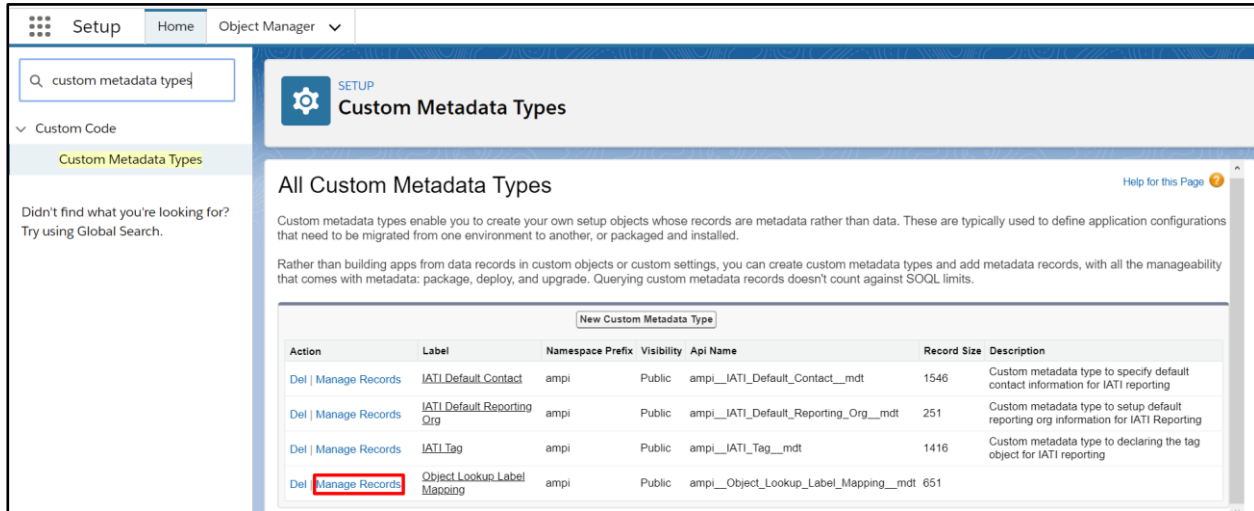 Setup Home Object Manager
custom metadata types
Custom Code
Custom Metadata Types
Didn't find what you're looking for?
Try using Global Search.
SETUP
Custom Metadata Types
All Custom Metadata Types
Help for this Page ?
Custom metadata types enable you to create your own setup objects whose records are metadata rather than data. These are typically used to define application configurations
that need to be migrated from one environment to another, or packaged and installed.
Rather than building apps from data records in custom objects or custom settings, you can create custom metadata types and add metadata records, with all the manageability
that comes with metadata: package, deploy, and upgrade. Querying custom metadata records doesn't count against SOQL limits.
New Custom Metadata Type
Action Label Namespace Prefix Visibility Api Name Record Size Description
Del | Manage Records IATI Default Contact ampi Public ampi__IATI_Default_Contact__mdt 1546 Custom metadata type to specify default
contact information for IATI reporting
Del | Manage Records IATI Default Reporting ampi Public ampi__IATI_Default_Reporting_Org__mdt 251 Custom metadata type to setup default
Org reporting org information for IATI Reporting
Del | Manage Records IATI Tag ampi Public ampi__IATI_Tag__mdt 1416 Custom metadata type to declaring the tag
object for IATI reporting
Del | Manage Records Object Lookup Label ampi Public ampi__Object_Lookup_Label_Mapping__mdt 651
Mapping